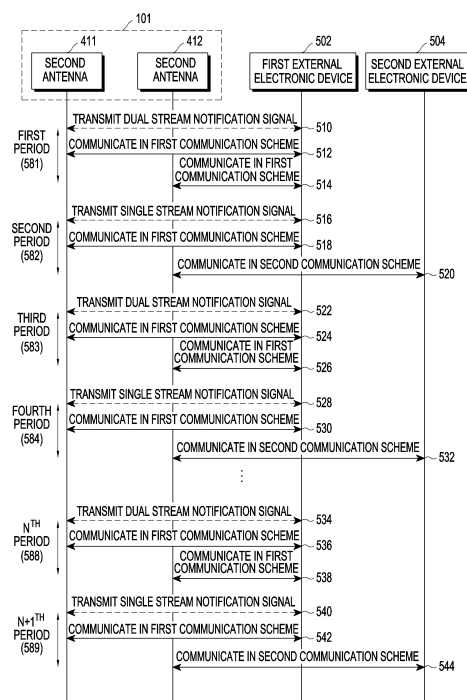 101
411
412
502
504
SECOND
ANTENNA
SECOND
ANTENNA
FIRST EXTERNAL
ELECTRONIC DEVICE
SECOND EXTERNAL
ELECTRONIC DEVICE
FIRST
PERIOD
(581)
TRANSMIT DUAL STREAM NOTIFICATION SIGNAL
510
COMMUNICATE IN FIRST COMMUNICATION SCHEME
512
COMMUNICATE IN FIRST
COMMUNICATION SCHEME
514
SECOND
PERIOD
(582)
TRANSMIT SINGLE STREAM NOTIFICATION SIGNAL
516
COMMUNICATE IN FIRST COMMUNICATION SCHEME
518
COMMUNICATE IN SECOND COMMUNICATION SCHEME
520
THIRD
PERIOD
(583)
TRANSMIT DUAL STREAM NOTIFICATION SIGNAL
522
COMMUNICATE IN FIRST COMMUNICATION SCHEME
524
COMMUNICATE IN FIRST
COMMUNICATION SCHEME
526
FOURTH
PERIOD
(584)
TRANSMIT SINGLE STREAM NOTIFICATION SIGNAL
528
COMMUNICATE IN FIRST COMMUNICATION SCHEME
530
COMMUNICATE IN SECOND COMMUNICATION SCHEME
532
NTH
PERIOD
(588)
TRANSMIT DUAL STREAM NOTIFICATION SIGNAL
534
COMMUNICATE IN FIRST COMMUNICATION SCHEME
536
COMMUNICATE IN FIRST
COMMUNICATION SCHEME
538
N+1TH
PERIOD
(589)
TRANSMIT SINGLE STREAM NOTIFICATION SIGNAL
540
COMMUNICATE IN FIRST COMMUNICATION SCHEME
542
COMMUNICATE IN SECOND COMMUNICATION SCHEME
544